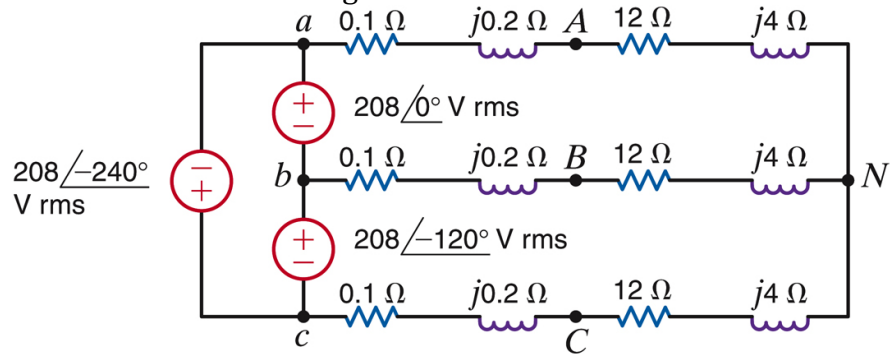 a 0.1 Ω j0.2 Ω A 12 Ω j4 Ω
+
208/0° V rms
−
208/−240° V rms
−
+
b 0.1 Ω j0.2 Ω B 12 Ω j4 Ω N
+
208/−120° V rms
−
0.1 Ω j0.2 Ω 12 Ω j4 Ω
c C